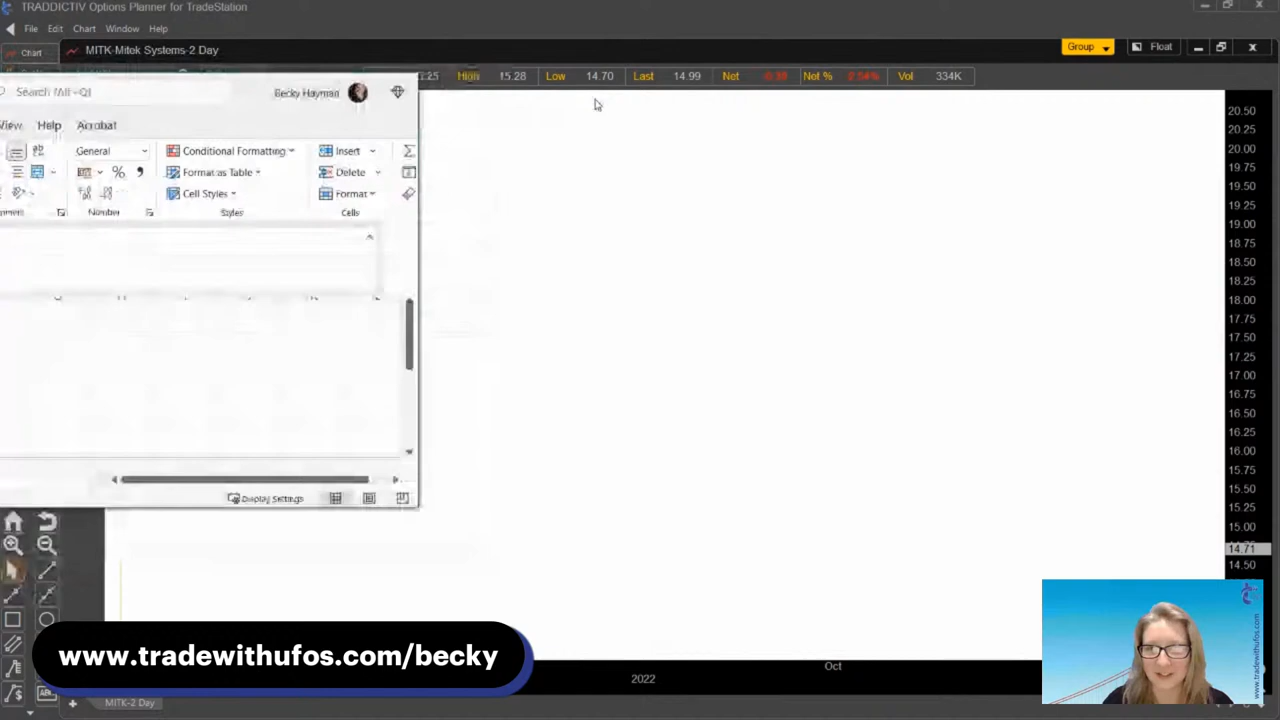 TRADDICTIV Options Planner for TradeStation
File Edit Chart Window Help
Chart
MITK-Mitek Systems-2 Day
Group
Float
High 15.28 Low 14.70 Last 14.99 Net -0.39 Net % Vol 334K
Becky Hayman
View Help Acrobat
General
Conditional Formatting
Insert
Format as Table
Delete
Cell Styles
Format
Number
Styles
Cells
Display Settings
20.50
20.25
20.00
19.75
19.50
19.25
19.00
18.75
18.50
18.25
18.00
17.75
17.50
17.25
17.00
16.75
16.50
16.25
16.00
15.75
15.50
15.25
15.00
14.71
14.50
www.tradewithufos.com/becky
www.tradewithufos.com
Oct
2022
MITK-2 Day